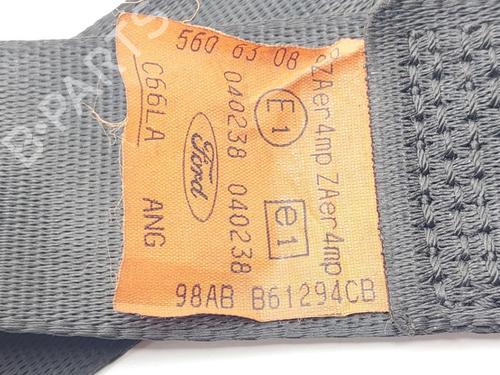 560 63 08
ZAer4mp ZAer4mp
E1
040238 040238
e1
Ford
C66LA ANG
98AB B61294CB
B-PARTS